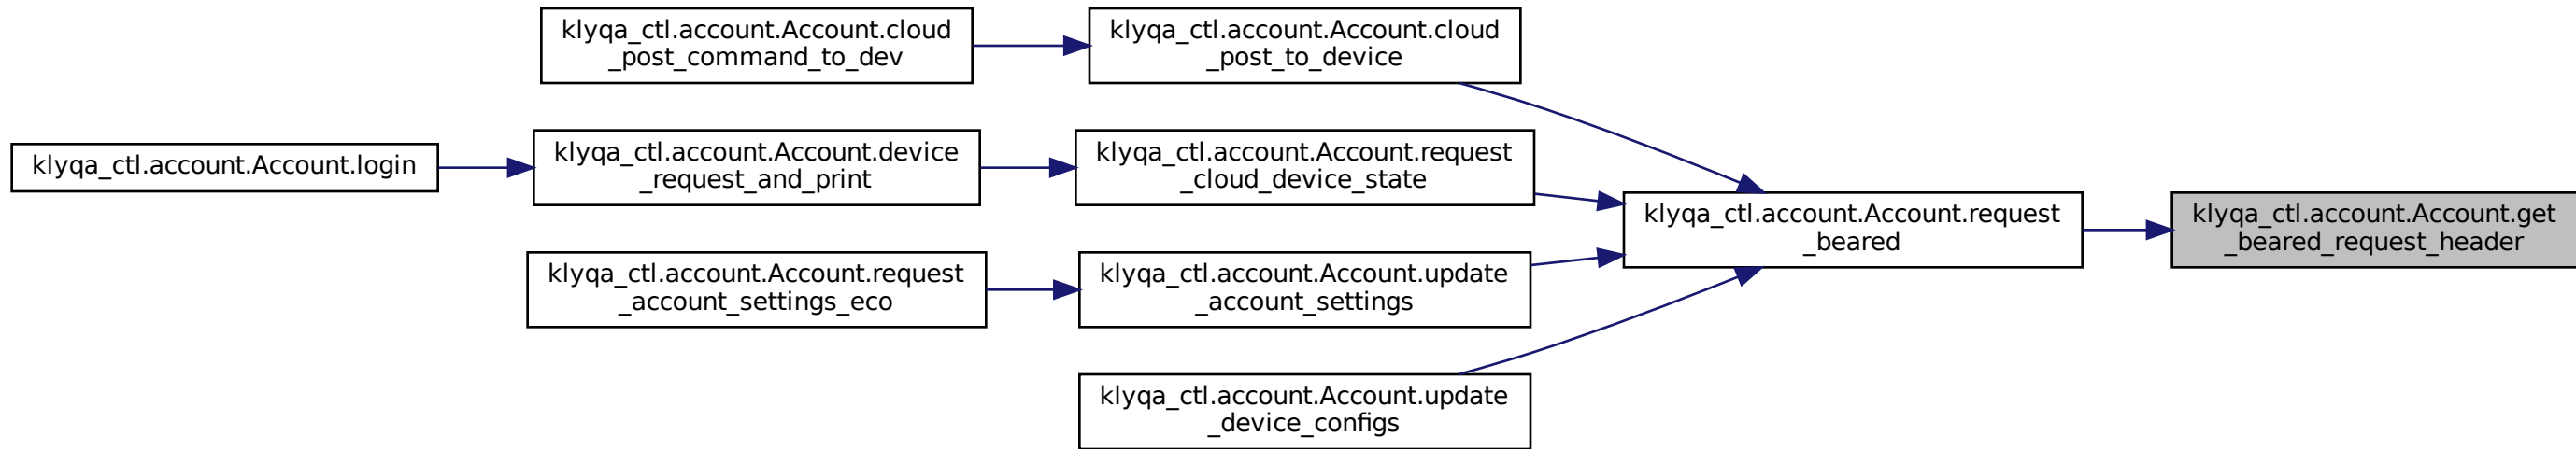 klyqa_ctl.account.Account.cloud
_post_command_to_dev
klyqa_ctl.account.Account.cloud
_post_to_device
klyqa_ctl.account.Account.login
klyqa_ctl.account.Account.device
_request_and_print
klyqa_ctl.account.Account.request
_cloud_device_state
klyqa_ctl.account.Account.request
_beared
klyqa_ctl.account.Account.get
_beared_request_header
klyqa_ctl.account.Account.request
_account_settings_eco
klyqa_ctl.account.Account.update
_account_settings
klyqa_ctl.account.Account.update
_device_configs